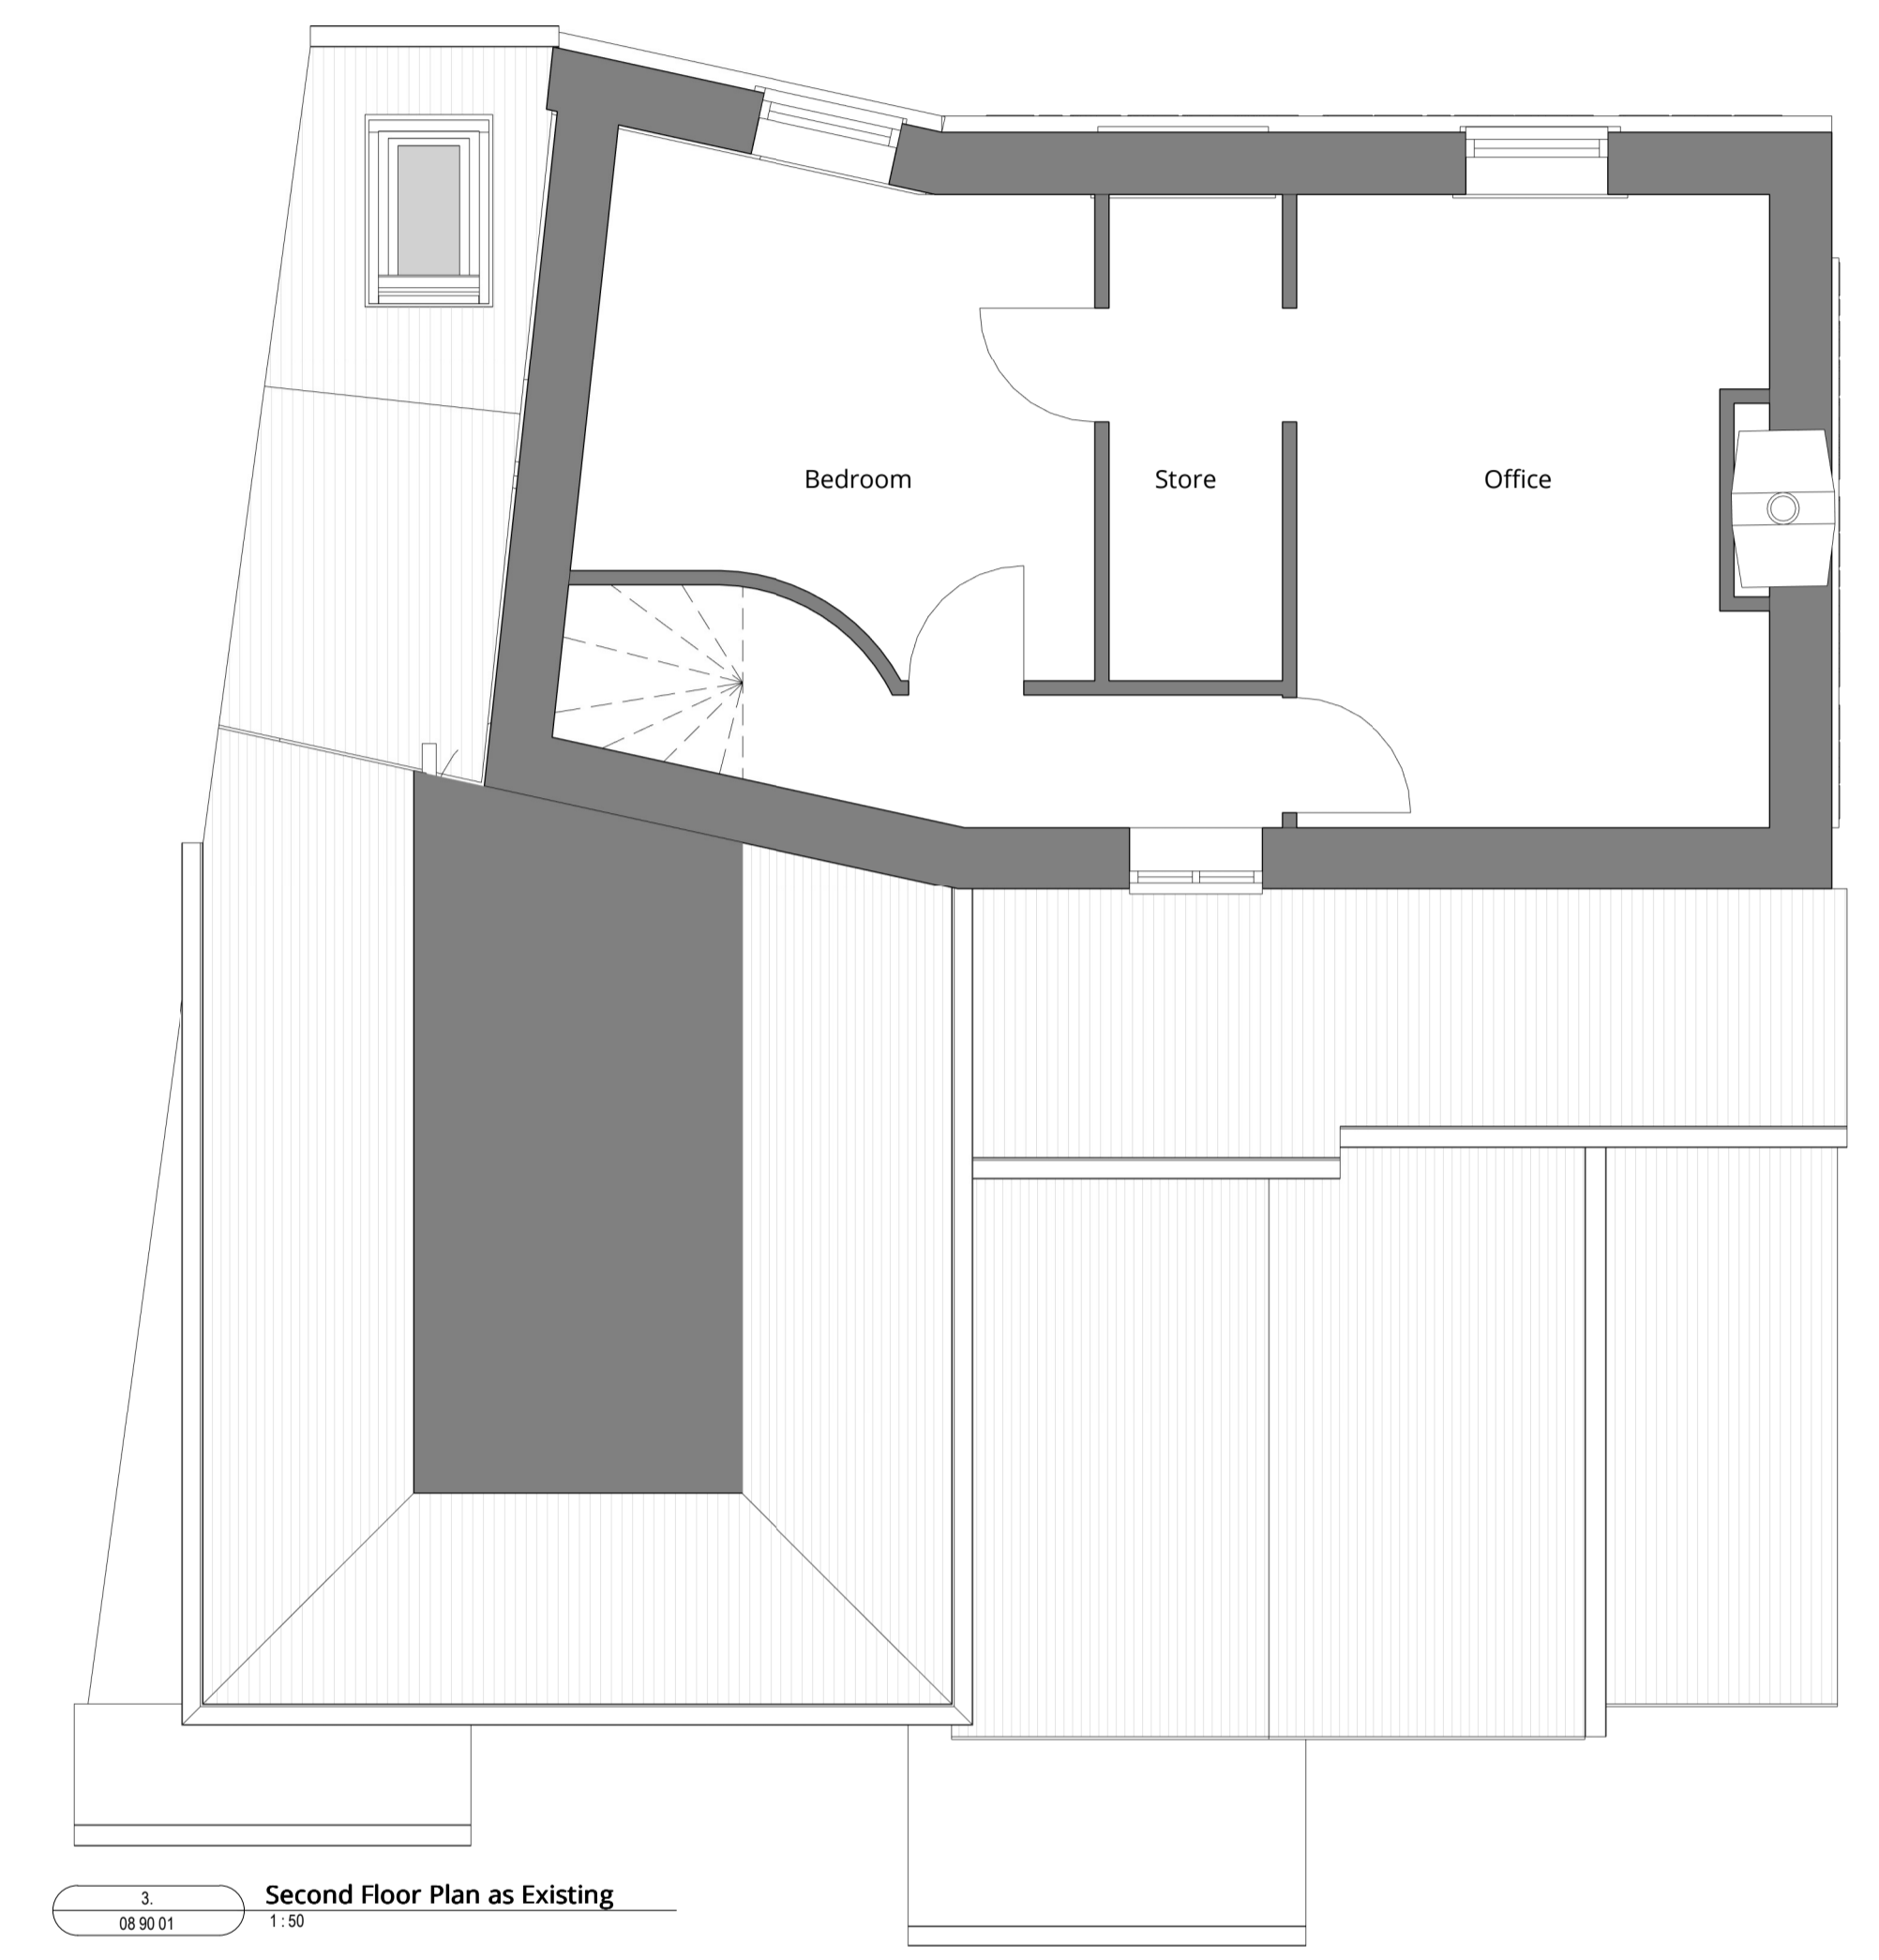 Bedroom
Store
Office
3.
08 90 01
Second Floor Plan as Existing
1 : 50